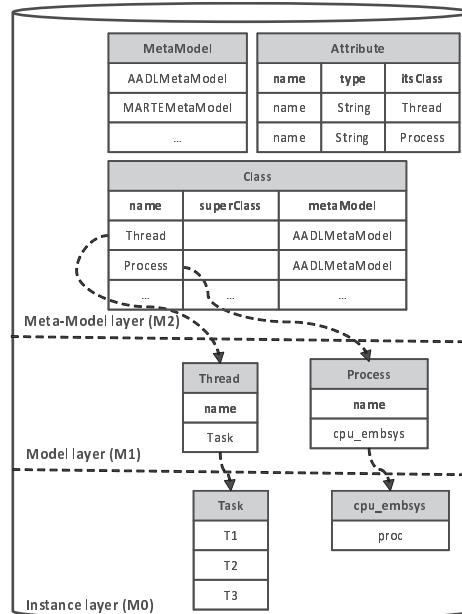 MetaModel
AADLMetaModel
MARTEMetaModel
...
Attribute
name type itsClass
name String Thread
name String Process
Class
name superClass metaModel
Thread AADLMetaModel
Process AADLMetaModel
... ... ...
Meta-Model layer (M2)
Thread
name
Task
Process
name
cpu_embsys
Model layer (M1)
Task
T1
T2
T3
cpu_embsys
proc
Instance layer (M0)